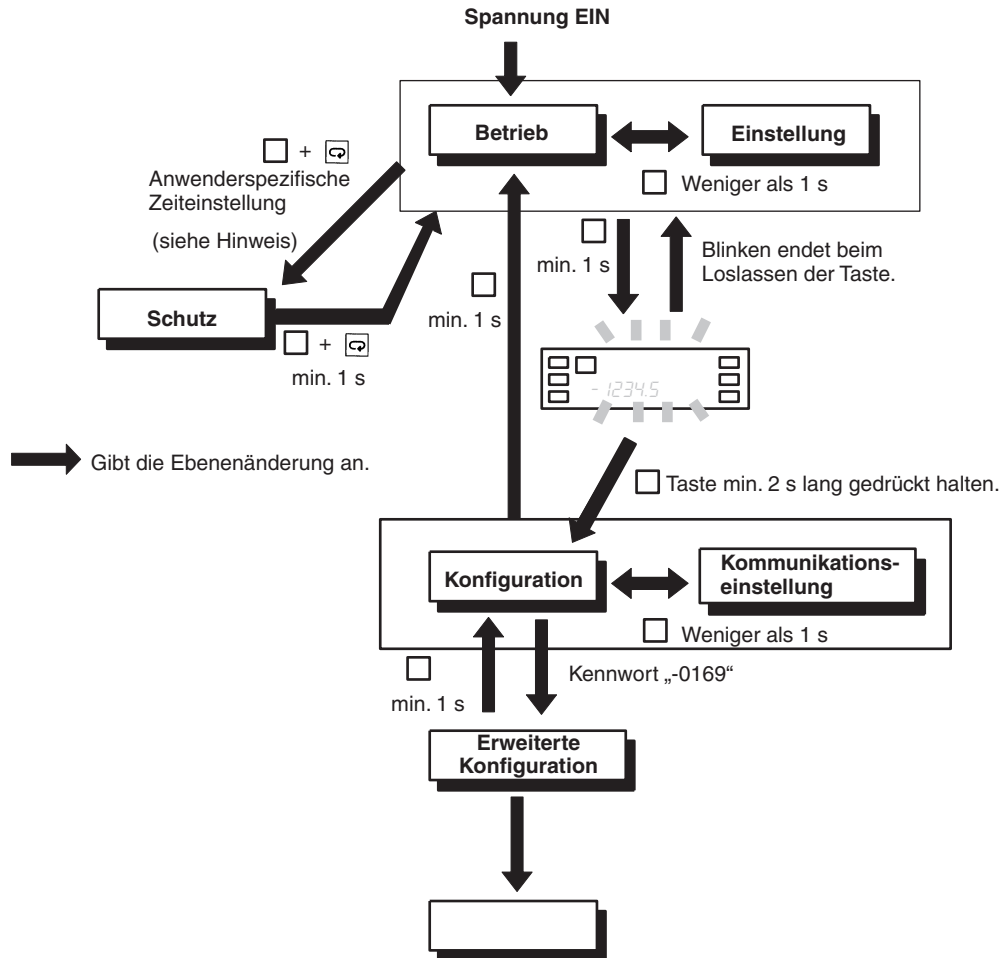 Spannung EIN
Betrieb
Einstellung
+
Anwenderspezifische
Zeiteinstellung
(siehe Hinweis)
Weniger als 1 s
min. 1 s
Blinken endet beim
Loslassen der Taste.
min. 1 s
Schutz
+
min. 1 s
- 1234.5
Gibt die Ebenenänderung an.
Taste min. 2 s lang gedrückt halten.
Konfiguration
Kommunikations-
einstellung
Weniger als 1 s
min. 1 s
Kennwort „-0169“
Erweiterte
Konfiguration